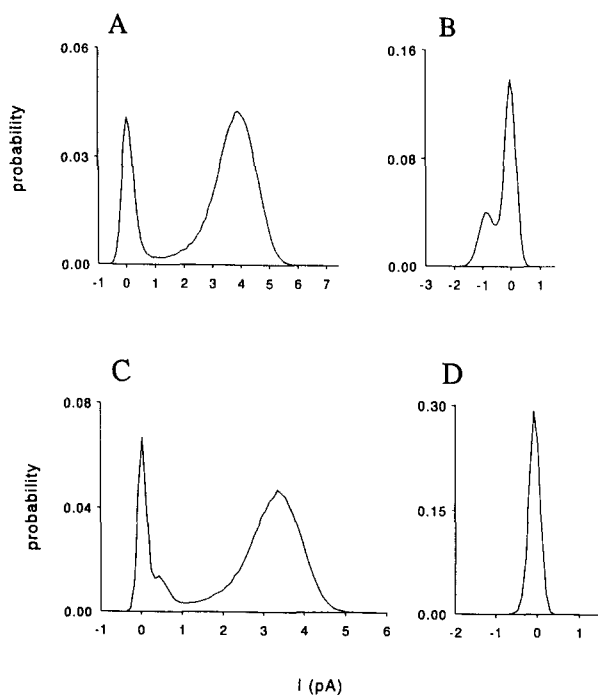 A
B
probability
0.06
0.03
0.00
-1 0 1 2 3 4 5 6 7
0.16
0.08
0.00
-3 -2 -1 0 1
C
D
probability
0.08
0.04
0.00
-1 0 1 2 3 4 5 6
0.30
0.15
0.00
-2 -1 0 1
I (pA)